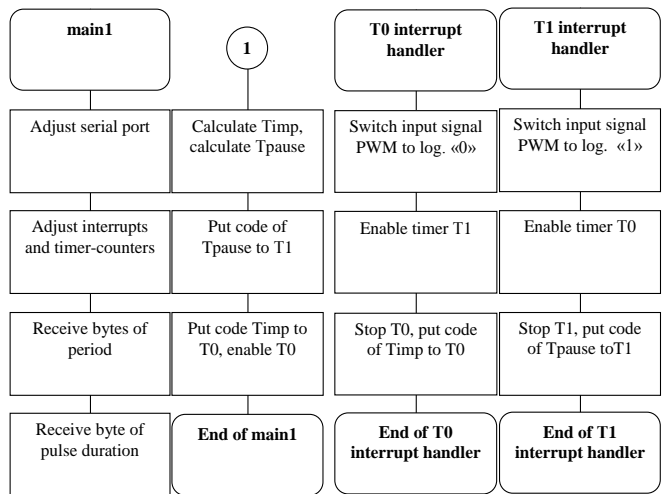 main1
Adjust serial port
Adjust interrupts
and timer-counters
Receive bytes of
period
Receive byte of
pulse duration
1
Calculate Timp,
calculate Tpause
Put code of
Tpause to T1
Put code Timp to
T0, enable T0
End of main1
T0 interrupt
handler
Switch input signal
PWM to log. «0»
Enable timer T1
Stop T0, put code
of Timp to T0
End of T0
interrupt handler
T1 interrupt
handler
Switch input signal
PWM to log. «1»
Enable timer T0
Stop T1, put code
of Tpause toT1
End of T1
interrupt handler